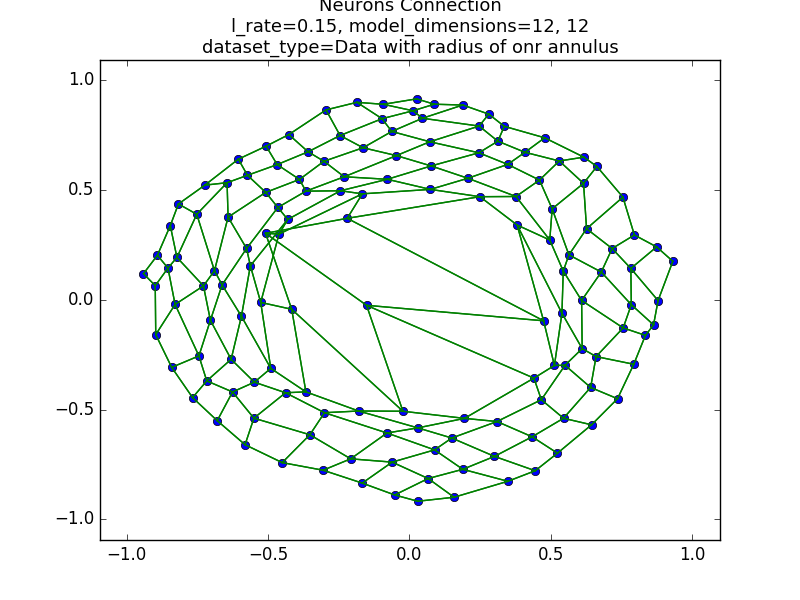 Neurons Connection
l_rate=0.15, model_dimensions=12, 12
dataset_type=Data with radius of onr annulus
1.0
0.5
0.0
−0.5
−1.0
−1.0 −0.5 0.0 0.5 1.0